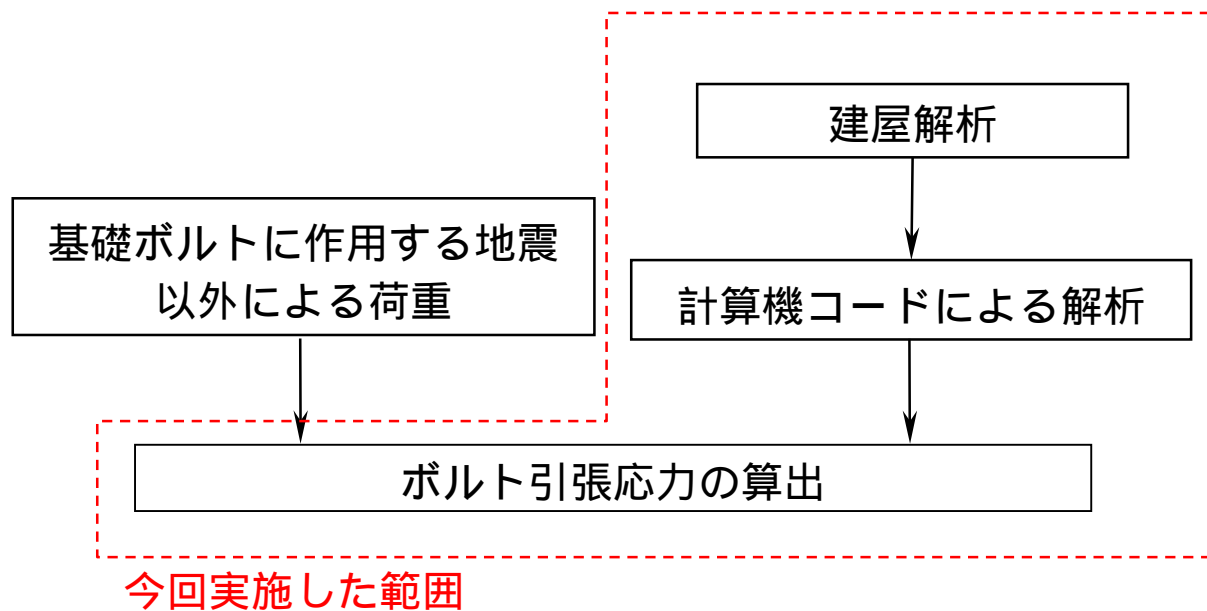 建屋解析
基礎ボルトに作用する地震
以外による荷重
計算機コードによる解析
ボルト引張応力の算出
今回実施した範囲